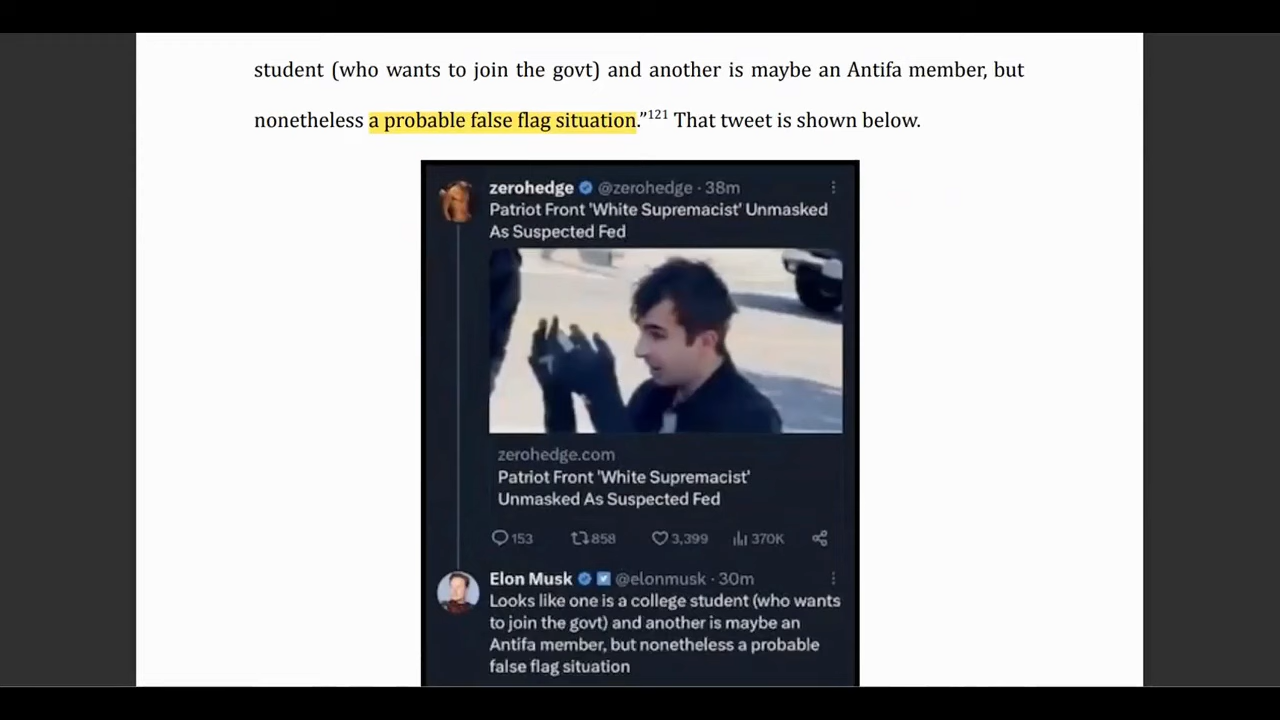 student (who wants to join the govt) and another is maybe an Antifa member, but
nonetheless a probable false flag situation.”121 That tweet is shown below.
zerohedge @zerohedge · 38m
Patriot Front 'White Supremacist' Unmasked
As Suspected Fed
zerohedge.com
Patriot Front 'White Supremacist'
Unmasked As Suspected Fed
153 858 3,399 370K
Elon Musk @elonmusk · 30m
Looks like one is a college student (who wants
to join the govt) and another is maybe an
Antifa member, but nonetheless a probable
false flag situation